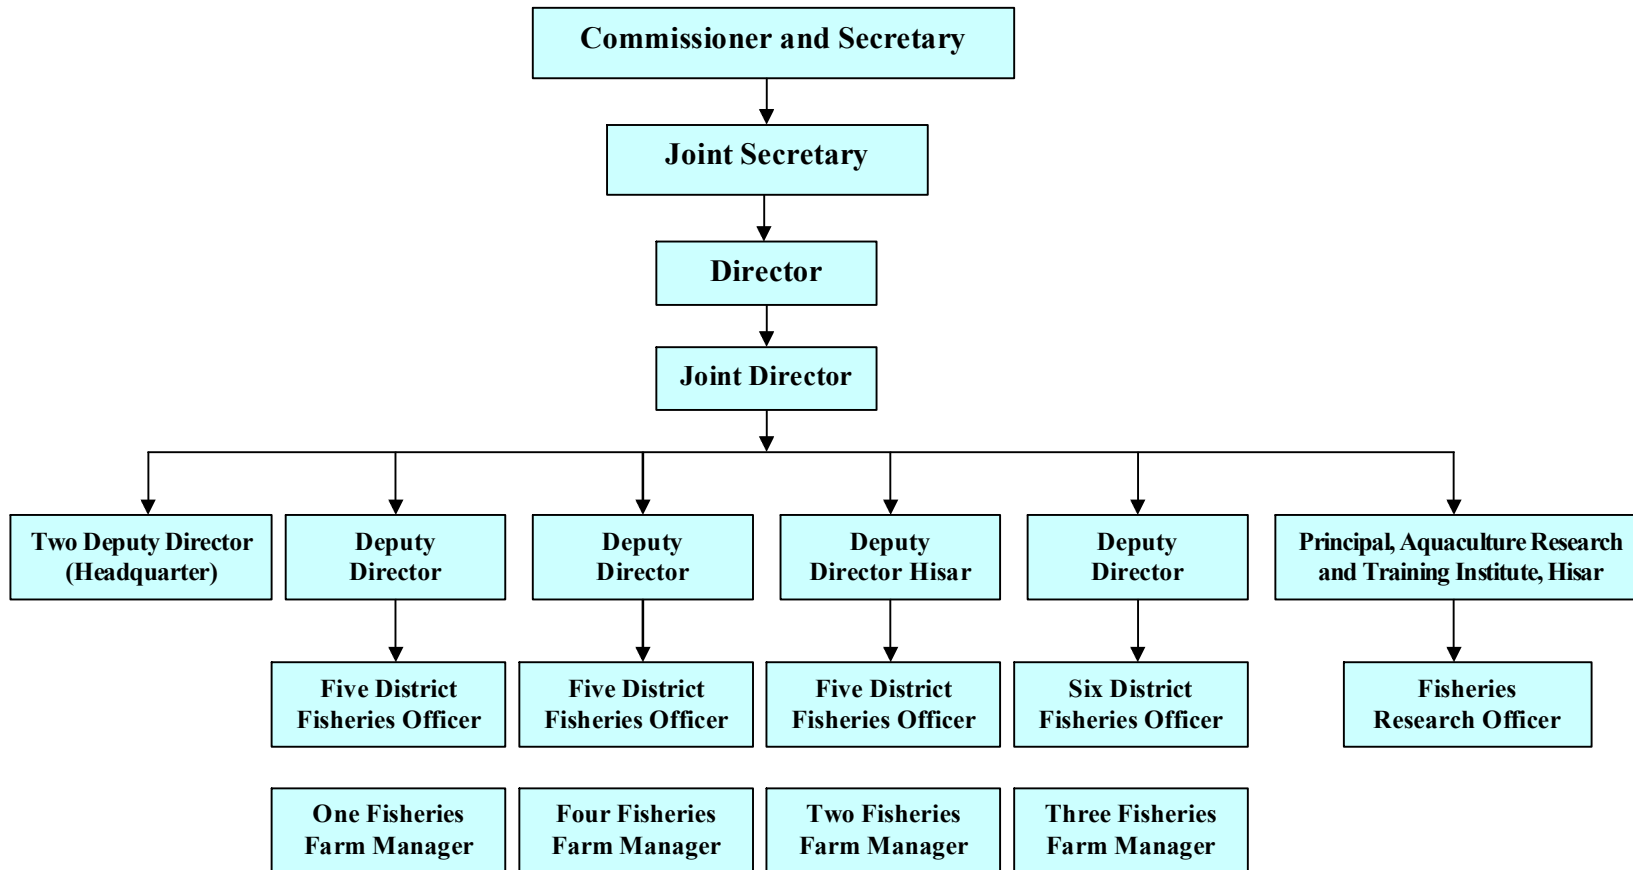 Commissioner and Secretary
Joint Secretary
Director
Joint Director
Two Deputy Director
(Headquarter)
Deputy
Director
Deputy
Director
Deputy
Director Hisar
Deputy
Director
Principal, Aquaculture Research
and Training Institute, Hisar
Five District
Fisheries Officer
Five District
Fisheries Officer
Five District
Fisheries Officer
Six District
Fisheries Officer
Fisheries
Research Officer
One Fisheries
Farm Manager
Four Fisheries
Farm Manager
Two Fisheries
Farm Manager
Three Fisheries
Farm Manager